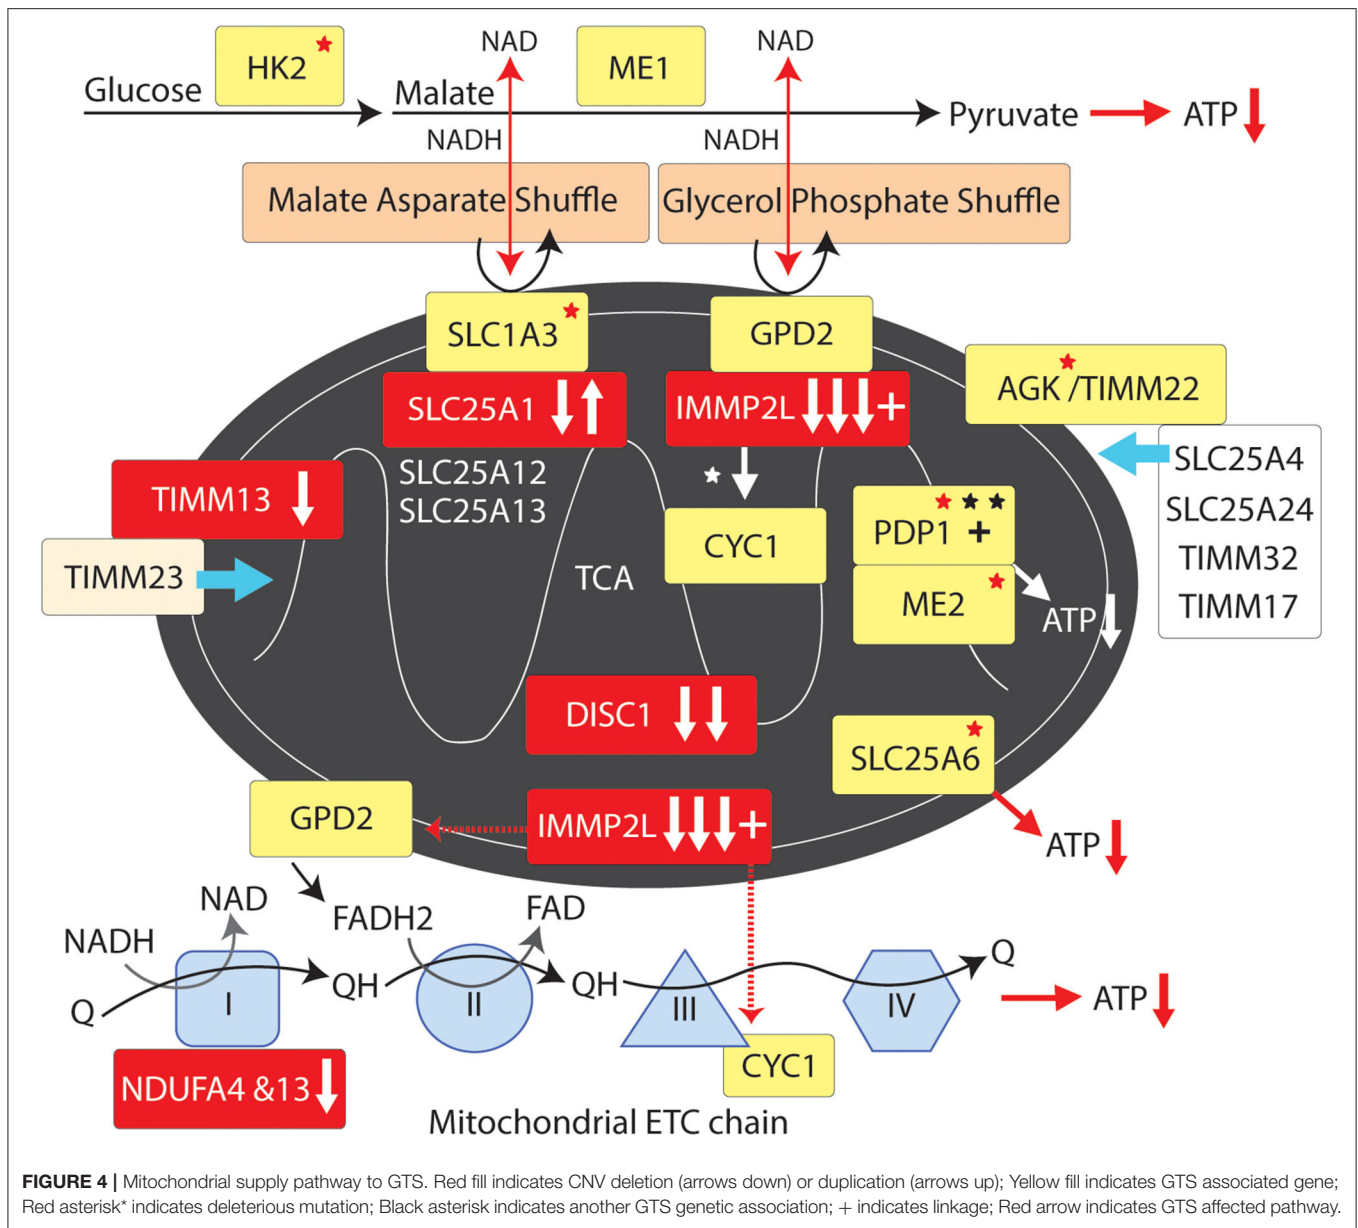 NAD
NAD
HK2
ME1
Glucose
Malate
Pyruvate
ATP
NADH
NADH
Malate Asparate Shuffle
Glycerol Phosphate Shuffle
SLC1A3
GPD2
AGK /TIMM22
SLC25A1
IMMP2L +
SLC25A4
SLC25A24
TIMM32
TIMM17
SLC25A12
SLC25A13
TIMM13
TIMM23
CYC1
TCA
PDP1 +
ME2
ATP
DISC1
SLC25A6
GPD2
IMMP2L +
ATP
NAD
FADH2
FAD
NADH
Q
I
QH
II
QH
III
IV
Q
ATP
NDUFA4 &13
CYC1
Mitochondrial ETC chain
FIGURE 4 | Mitochondrial supply pathway to GTS. Red fill indicates CNV deletion (arrows down) or duplication (arrows up); Yellow fill indicates GTS associated gene;
Red asterisk* indicates deleterious mutation; Black asterisk indicates another GTS genetic association; + indicates linkage; Red arrow indicates GTS affected pathway.